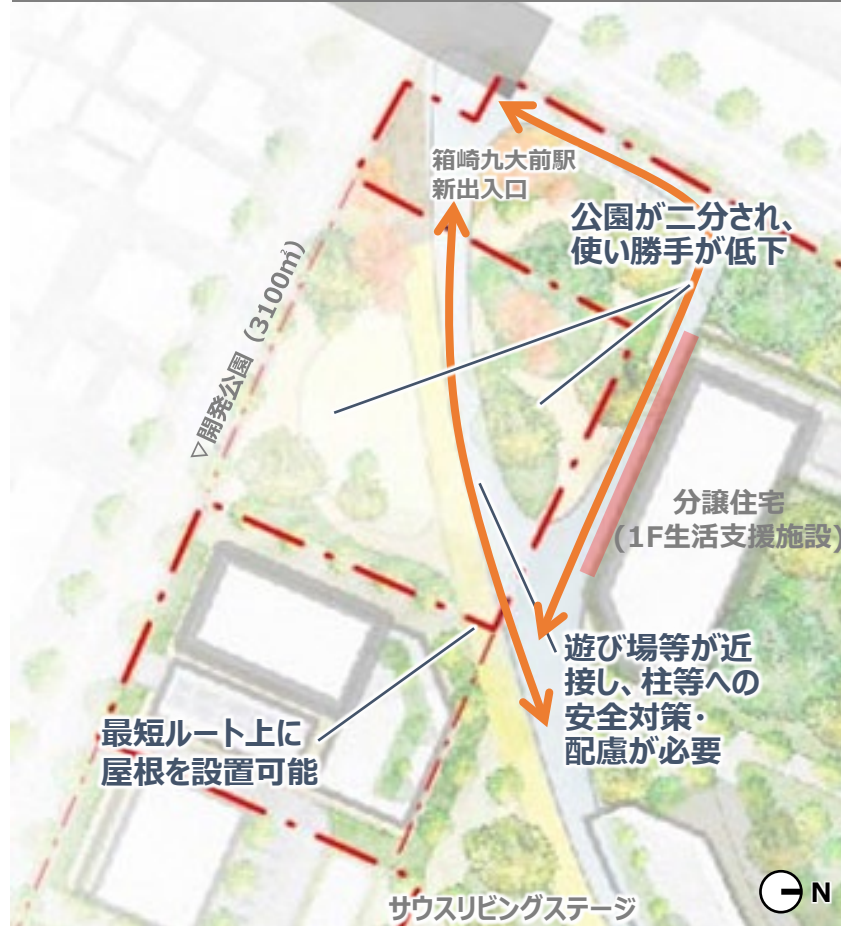 箱崎九大前駅
新出入口
公園が二分され、
使い勝手が低下
▽開発公園（3100㎡）
分譲住宅
(1F生活支援施設)
遊び場等が近
接し、柱等への
安全対策・
配慮が必要
最短ルート上に
屋根を設置可能
N
サウスリビングステージ